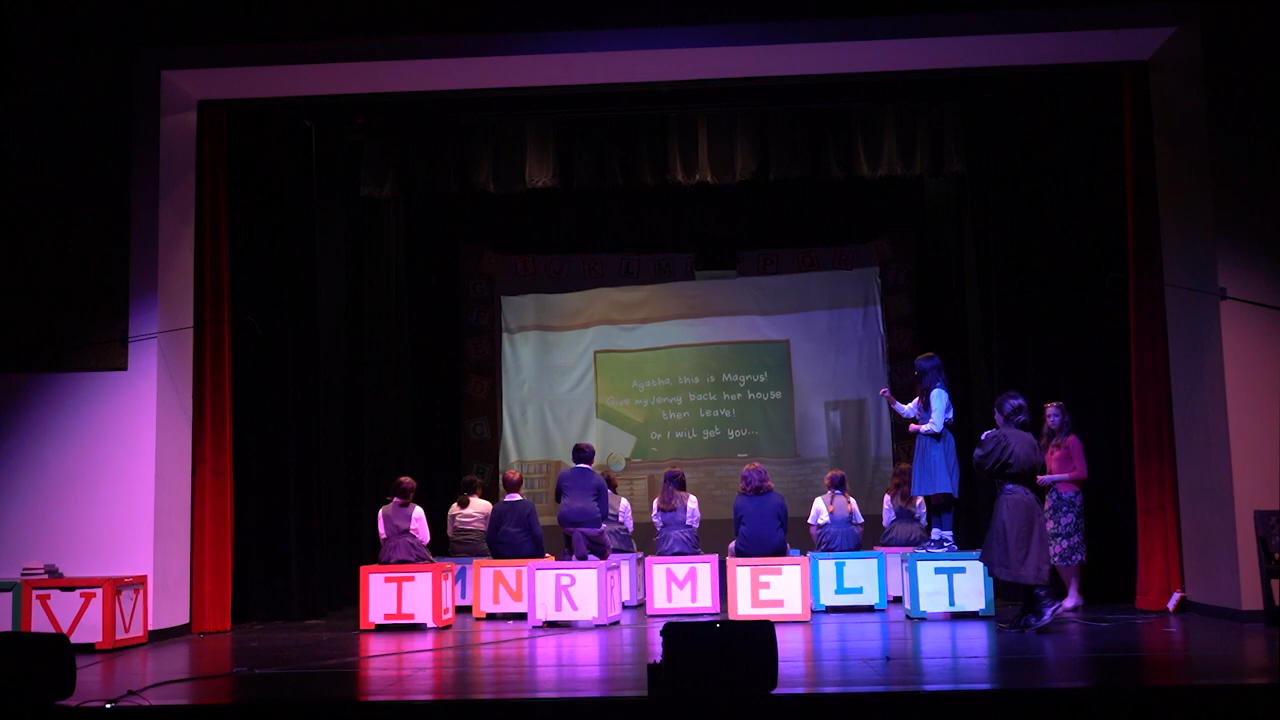 I J K L M
P Q R
Agatha, this is Magnus!
Give my Jenny back her house
then leave!
Or I will get you...
V V
I N R M E L T